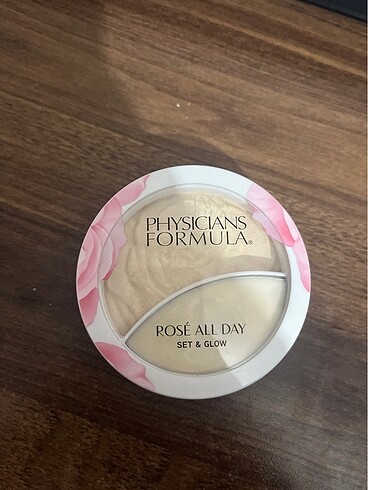 PHYSICIANS
FORMULA®
ROSÉ ALL DAY
SET & GLOW